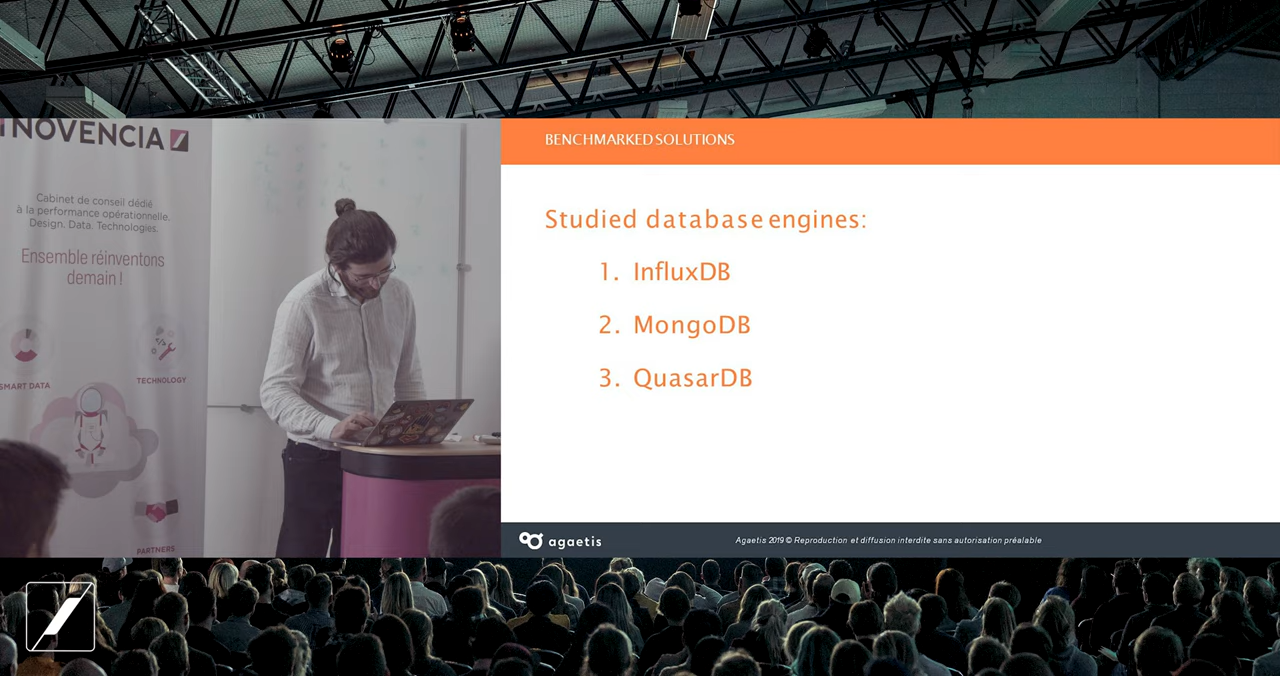 NOVENCIA
Cabinet de conseil dédié
à la performance opérationnelle.
Design. Data. Technologies.
Ensemble réinventons
demain !
SMART DATA
TECHNOLOGY
PARTNERS
BENCHMARKED SOLUTIONS
Studied database engines:
1. InfluxDB
2. MongoDB
3. QuasarDB
agaetis
Agaetis 2019 © Reproduction et diffusion interdite sans autorisation préalable